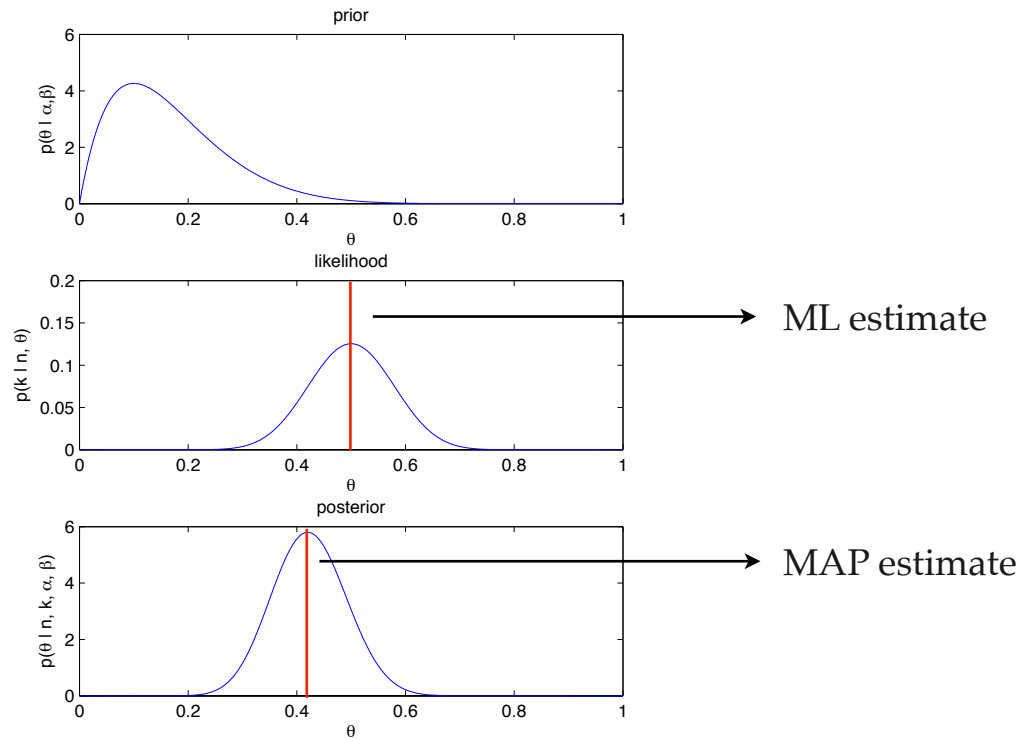 prior
6
4
2
0
p(θ | α,β)
0 0.2 0.4 0.6 0.8 1
θ
likelihood
0.2
0.15
0.1
0.05
0
p(k | n, θ)
0 0.2 0.4 0.6 0.8 1
θ
ML estimate
posterior
6
4
2
0
p(θ | n, k, α, β)
0 0.2 0.4 0.6 0.8 1
θ
MAP estimate